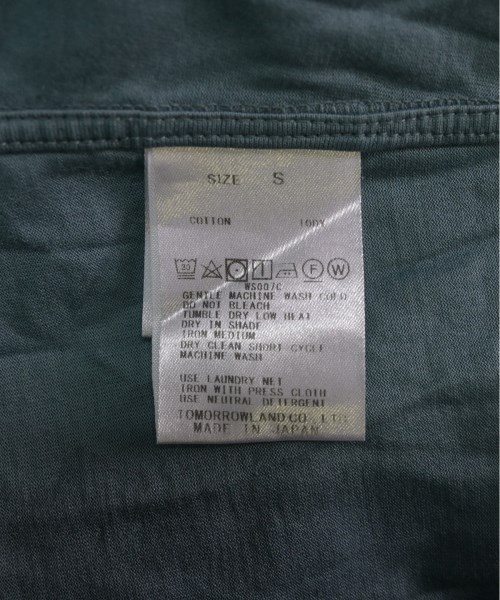 SIZE S
COTTON 100%
30 F W
WS007C
GENTLE MACHINE WASH COLD
DO NOT BLEACH
TUMBLE DRY LOW HEAT
DRY IN SHADE
IRON MEDIUM
DRY CLEAN SHORT CYCLE
MACHINE WASH
USE LAUNDRY NET
IRON WITH PRESS CLOTH
USE NEUTRAL DETERGENT
TOMORROWLAND CO. LTD.
MADE IN JAPAN